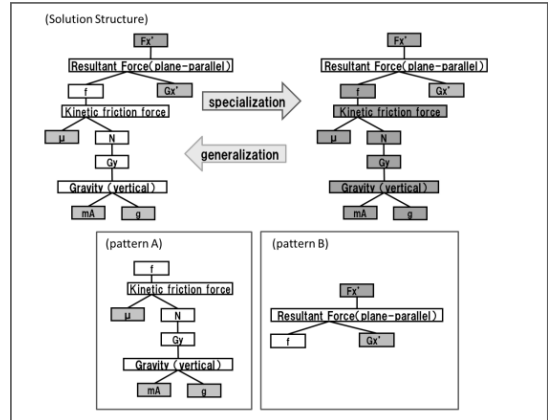 (Solution Structure)
Fx'
Resultant Force(plane-parallel)
f
Gx'
Kinetic friction force
μ
N
Gy
Gravity (vertical)
mA
g
specialization
generalization
Fx'
Resultant Force(plane-parallel)
f
Gx'
Kinetic friction force
μ
N
Gy
Gravity (vertical)
mA
g
(pattern A)
f
Kinetic friction force
μ
N
Gy
Gravity (vertical)
mA
g
(pattern B)
Fx'
Resultant Force(plane-parallel)
f
Gx'